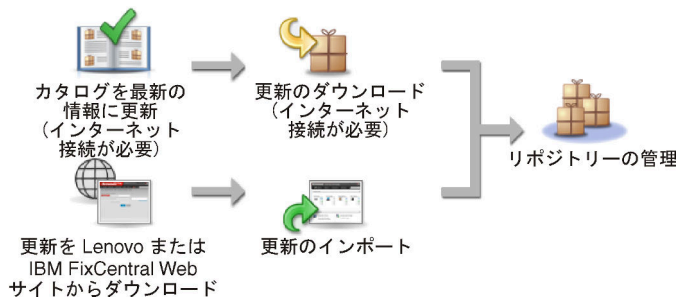 カタログを最新の
情報に更新
（インターネット
接続が必要）
更新のダウンロード
（インターネット
接続が必要）
リポジトリーの管理
更新を Lenovo または
IBM FixCentral Web
サイトからダウンロード
更新のインポート